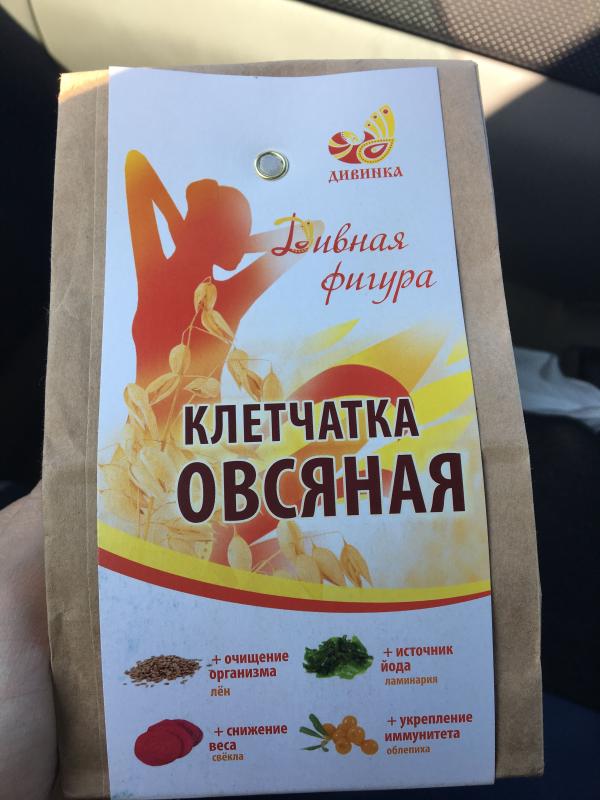 ДИВИНКА
Дивная
фигура
КЛЕТЧАТКА
ОВСЯНАЯ
+ очищение
организма
лён
+ источник
йода
ламинария
+ снижение
веса
свёкла
+ укрепление
иммунитета
облепиха